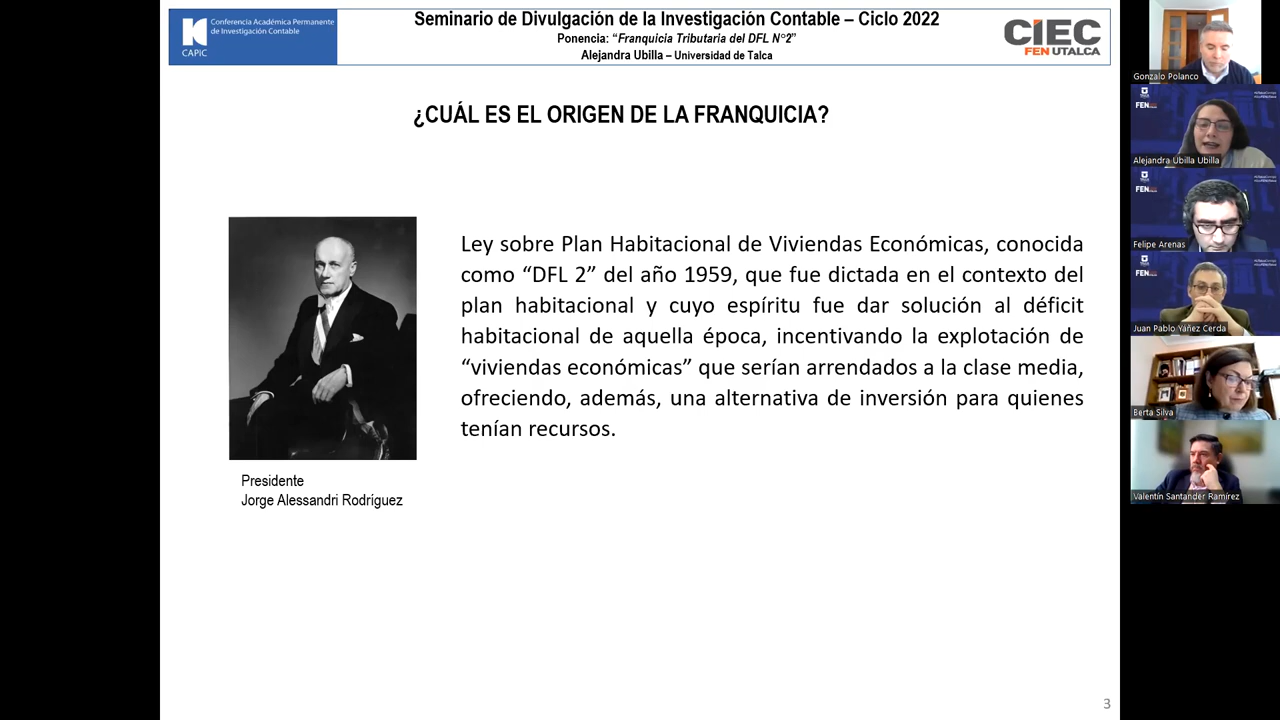 Conferencia Académica Permanente
de Investigación Contable
CAPIC
Seminario de Divulgación de la Investigación Contable – Ciclo 2022
Ponencia: “Franquicia Tributaria del DFL N°2”
Alejandra Ubilla – Universidad de Talca
CIEC
FEN UTALCA
¿CUÁL ES EL ORIGEN DE LA FRANQUICIA?
Ley sobre Plan Habitacional de Viviendas Económicas, conocida
como “DFL 2” del año 1959, que fue dictada en el contexto del
plan habitacional y cuyo espíritu fue dar solución al déficit
habitacional de aquella época, incentivando la explotación de
“viviendas económicas” que serían arrendados a la clase media,
ofreciendo, además, una alternativa de inversión para quienes
tenían recursos.
Presidente
Jorge Alessandri Rodríguez
3
Gonzalo Polanco
FEN
Alejandra Ubilla Ubilla
FEN
Felipe Arenas
FEN
Juan Pablo Yáñez Cerda
Berta Silva
Valentín Santander Ramírez